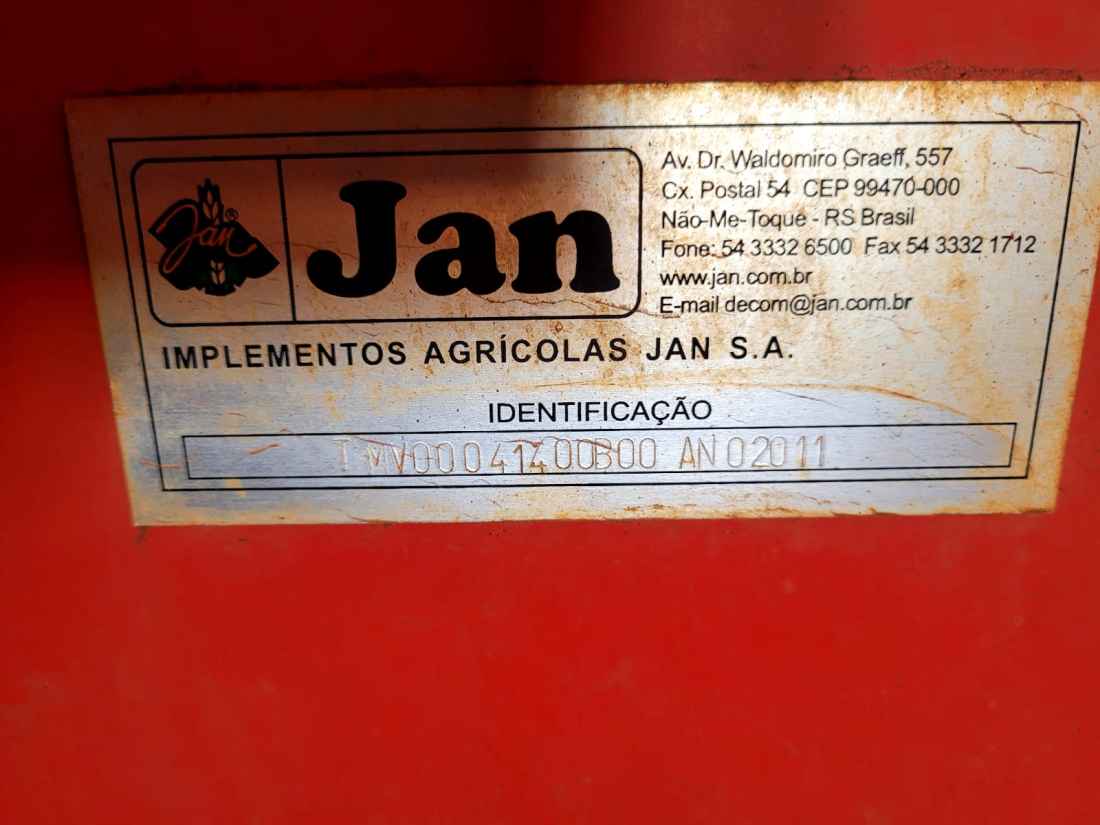 Jan®
Jan
Av. Dr. Waldomiro Graeff, 557
Cx. Postal 54 CEP 99470-000
Não-Me-Toque - RS Brasil
Fone: 54 3332 6500 Fax 54 3332 1712
www.jan.com.br
E-mail decom@jan.com.br
IMPLEMENTOS AGRÍCOLAS JAN S.A.
IDENTIFICAÇÃO
ANO2011